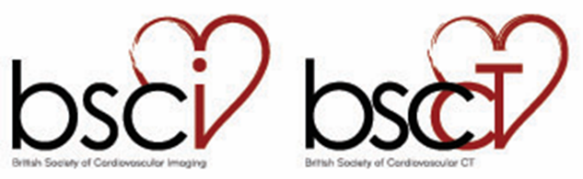 bsci
British Society of Cardiovascular Imaging
bsccT
British Society of Cardiovascular CT